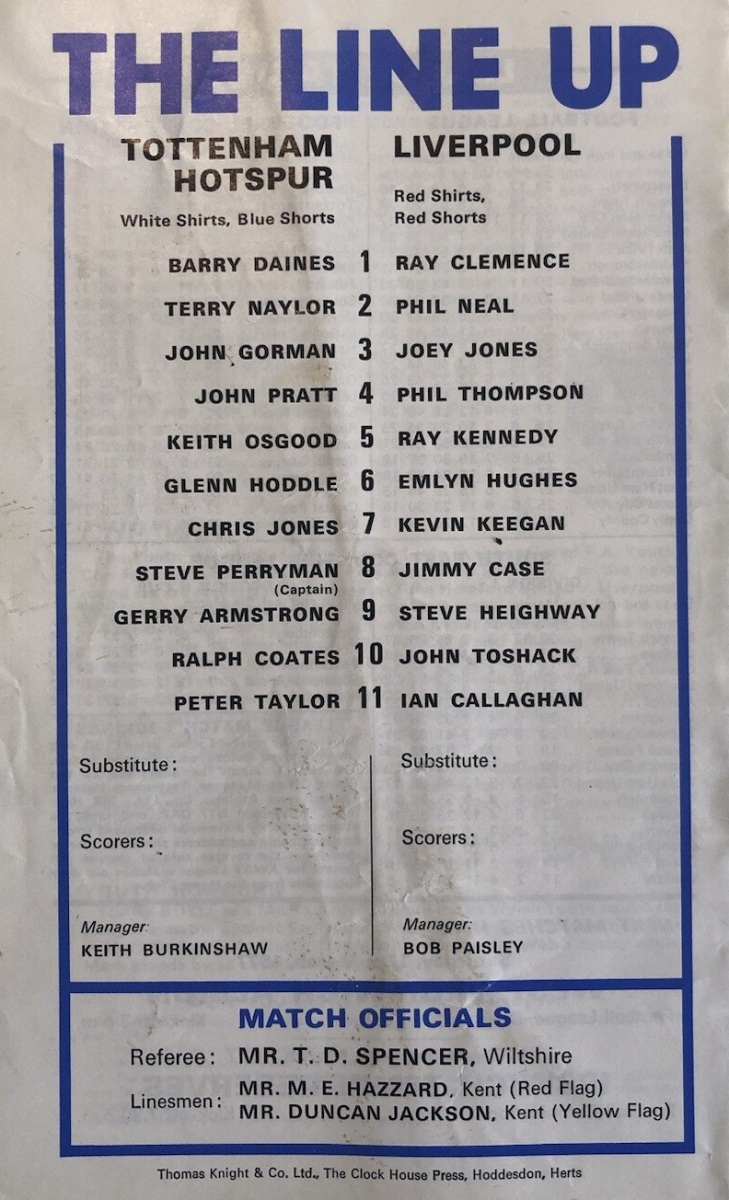 THE LINE UP
TOTTENHAM HOTSPUR
White Shirts, Blue Shorts
LIVERPOOL
Red Shirts,
Red Shorts
BARRY DAINES 1 RAY CLEMENCE
TERRY NAYLOR 2 PHIL NEAL
JOHN GORMAN 3 JOEY JONES
JOHN PRATT 4 PHIL THOMPSON
KEITH OSGOOD 5 RAY KENNEDY
GLENN HODDLE 6 EMLYN HUGHES
CHRIS JONES 7 KEVIN KEEGAN
STEVE PERRYMAN 8 JIMMY CASE
(Captain)
GERRY ARMSTRONG 9 STEVE HEIGHWAY
RALPH COATES 10 JOHN TOSHACK
PETER TAYLOR 11 IAN CALLAGHAN
Substitute: Substitute:
Scorers: Scorers:
Manager: Manager:
KEITH BURKINSHAW BOB PAISLEY
MATCH OFFICIALS
Referee: MR. T. D. SPENCER, Wiltshire
Linesmen: MR. M. E. HAZZARD, Kent (Red Flag)
MR. DUNCAN JACKSON, Kent (Yellow Flag)
Thomas Knight & Co. Ltd., The Clock House Press, Hoddesdon, Herts